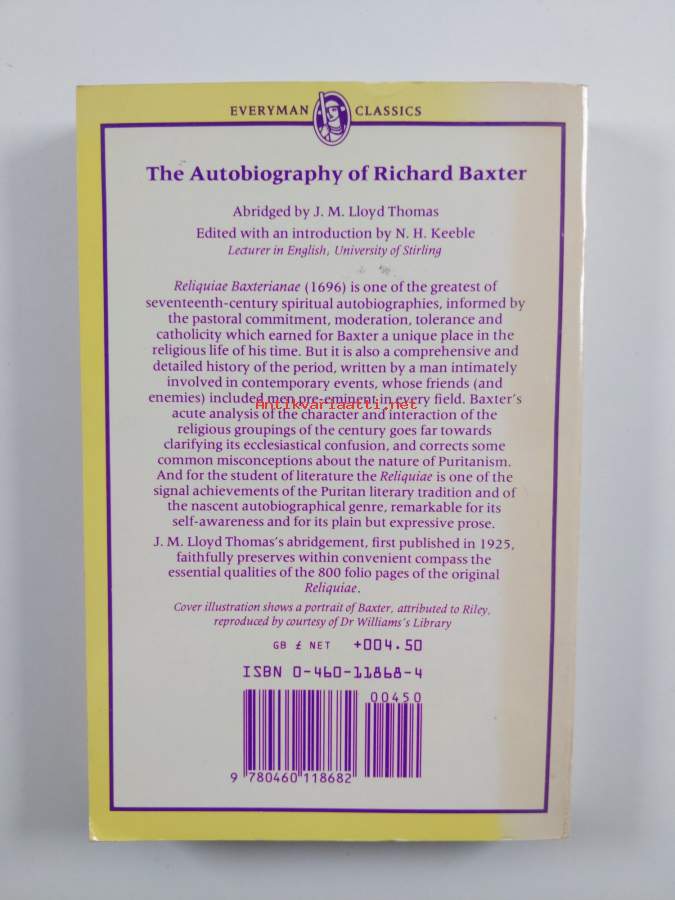 EVERYMAN CLASSICS
The Autobiography of Richard Baxter
Abridged by J. M. Lloyd Thomas
Edited with an introduction by N. H. Keeble
Lecturer in English, University of Stirling
Reliquiae Baxterianae (1696) is one of the greatest of
seventeenth-century spiritual autobiographies, informed by
the pastoral commitment, moderation, tolerance and
catholicity which earned for Baxter a unique place in the
religious life of his time. But it is also a comprehensive and
detailed history of the period, written by a man intimately
involved in contemporary events, whose friends (and
enemies) included men pre-eminent in every field. Baxter's
Antikvariaatti.net
acute analysis of the character and interaction of the
religious groupings of the century goes far towards
clarifying its ecclesiastical confusion, and corrects some
common misconceptions about the nature of Puritanism.
And for the student of literature the Reliquiae is one of the
signal achievements of the Puritan literary tradition and of
the nascent autobiographical genre, remarkable for its
self-awareness and for its plain but expressive prose.
J. M. Lloyd Thomas's abridgement, first published in 1925,
faithfully preserves within convenient compass the
essential qualities of the 800 folio pages of the original
Reliquiae.
Cover illustration shows a portrait of Baxter, attributed to Riley,
reproduced by courtesy of Dr Williams's Library
GB £ NET +004.50
ISBN 0-460-11868-4
00450
9 780460 118682